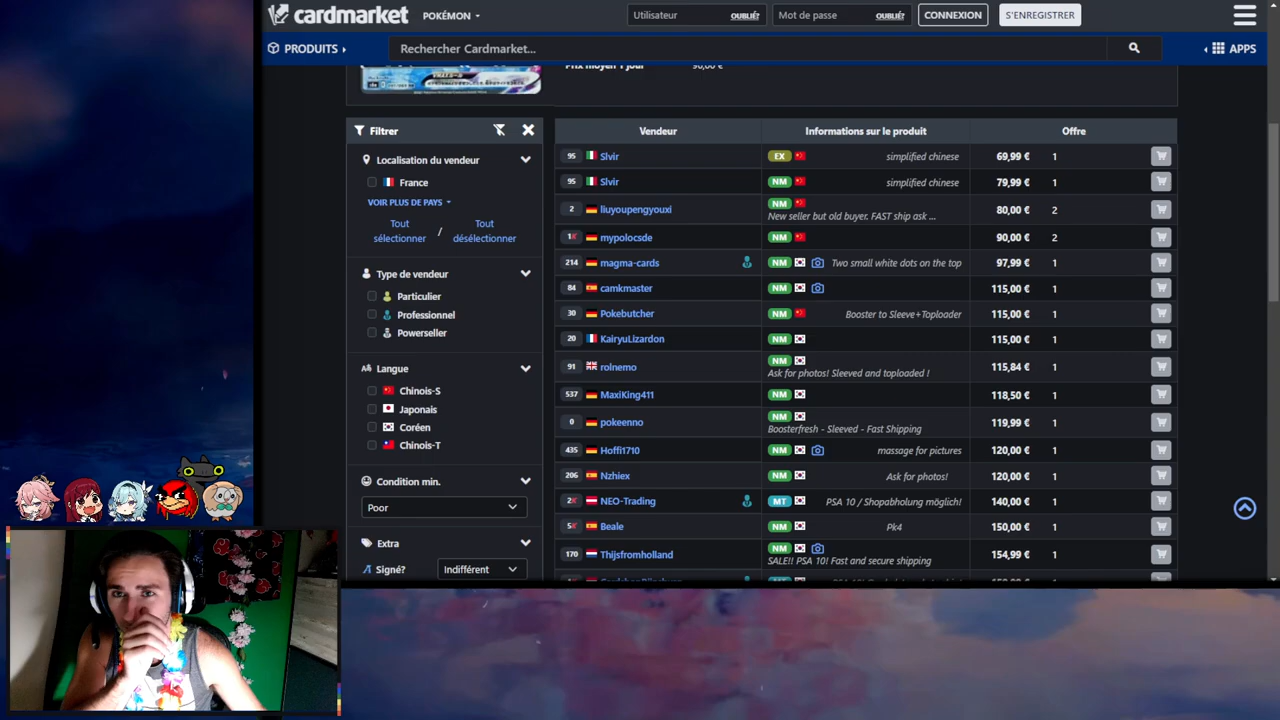 cardmarket
POKÉMON
Utilisateur
OUBLIÉ?
Mot de passe
OUBLIÉ?
CONNEXION
S'ENREGISTRER
PRODUITS
Rechercher Cardmarket...
APPS
Prix moyen 1 jour
90,00 €
Filtrer
Localisation du vendeur
France
VOIR PLUS DE PAYS
Tout sélectionner
/
Tout désélectionner
Type de vendeur
Particulier
Professionnel
Powerseller
Langue
Chinois-S
Japonais
Coréen
Chinois-T
Condition min.
Poor
Extra
Signé?
Indifférent
Vendeur Informations sur le produit Offre
95 Slvir EX simplified chinese 69,99 € 1
95 Slvir NM simplified chinese 79,99 € 1
2 liuyoupengyouxi NM 80,00 € 2
New seller but old buyer. FAST ship ask ...
1K mypolocsde NM 90,00 € 2
214 magma-cards NM Two small white dots on the top 97,99 € 1
84 camkmaster NM 115,00 € 1
30 Pokebutcher NM Booster to Sleeve+Toploader 115,00 € 1
20 KairyuLizardon NM 115,00 € 1
91 rolnemo NM 115,84 € 1
Ask for photos! Sleeved and toploaded !
537 MaxiKing411 NM 118,50 € 1
0 pokeenno NM 119,99 € 1
Boosterfresh - Sleeved - Fast Shipping
435 Hoffi1710 NM massage for pictures 120,00 € 1
206 Nzhiex NM Ask for photos! 120,00 € 1
2K NEO-Trading MT PSA 10 / Shopabholung möglich! 140,00 € 1
5K Beale NM Pk4 150,00 € 1
170 Thijsfromholland NM 154,99 € 1
SALE!! PSA 10! Fast and secure shipping